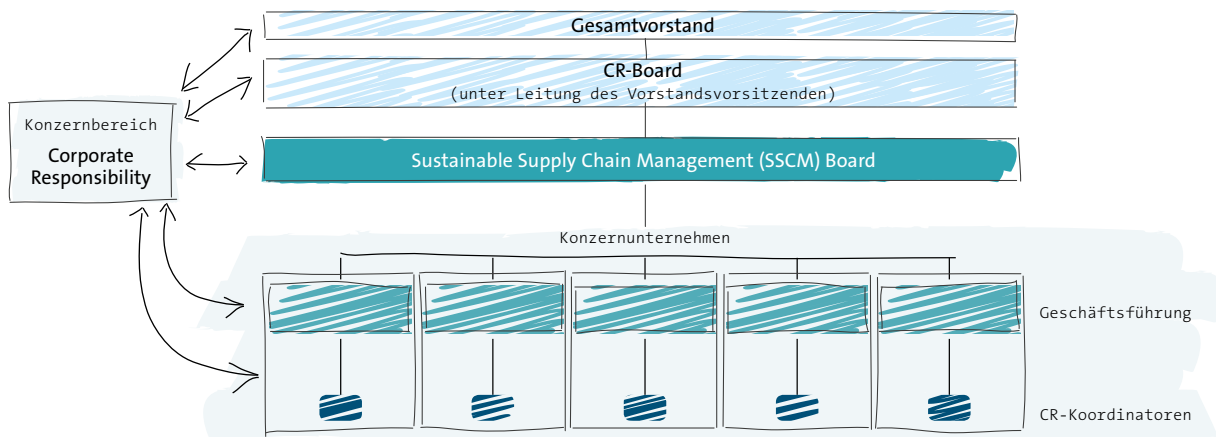 Gesamtvorstand
CR-Board
(unter Leitung des Vorstandsvorsitzenden)
Konzernbereich
Corporate
Responsibility
Sustainable Supply Chain Management (SSCM) Board
Konzernunternehmen
Geschäftsführung
CR-Koordinatoren